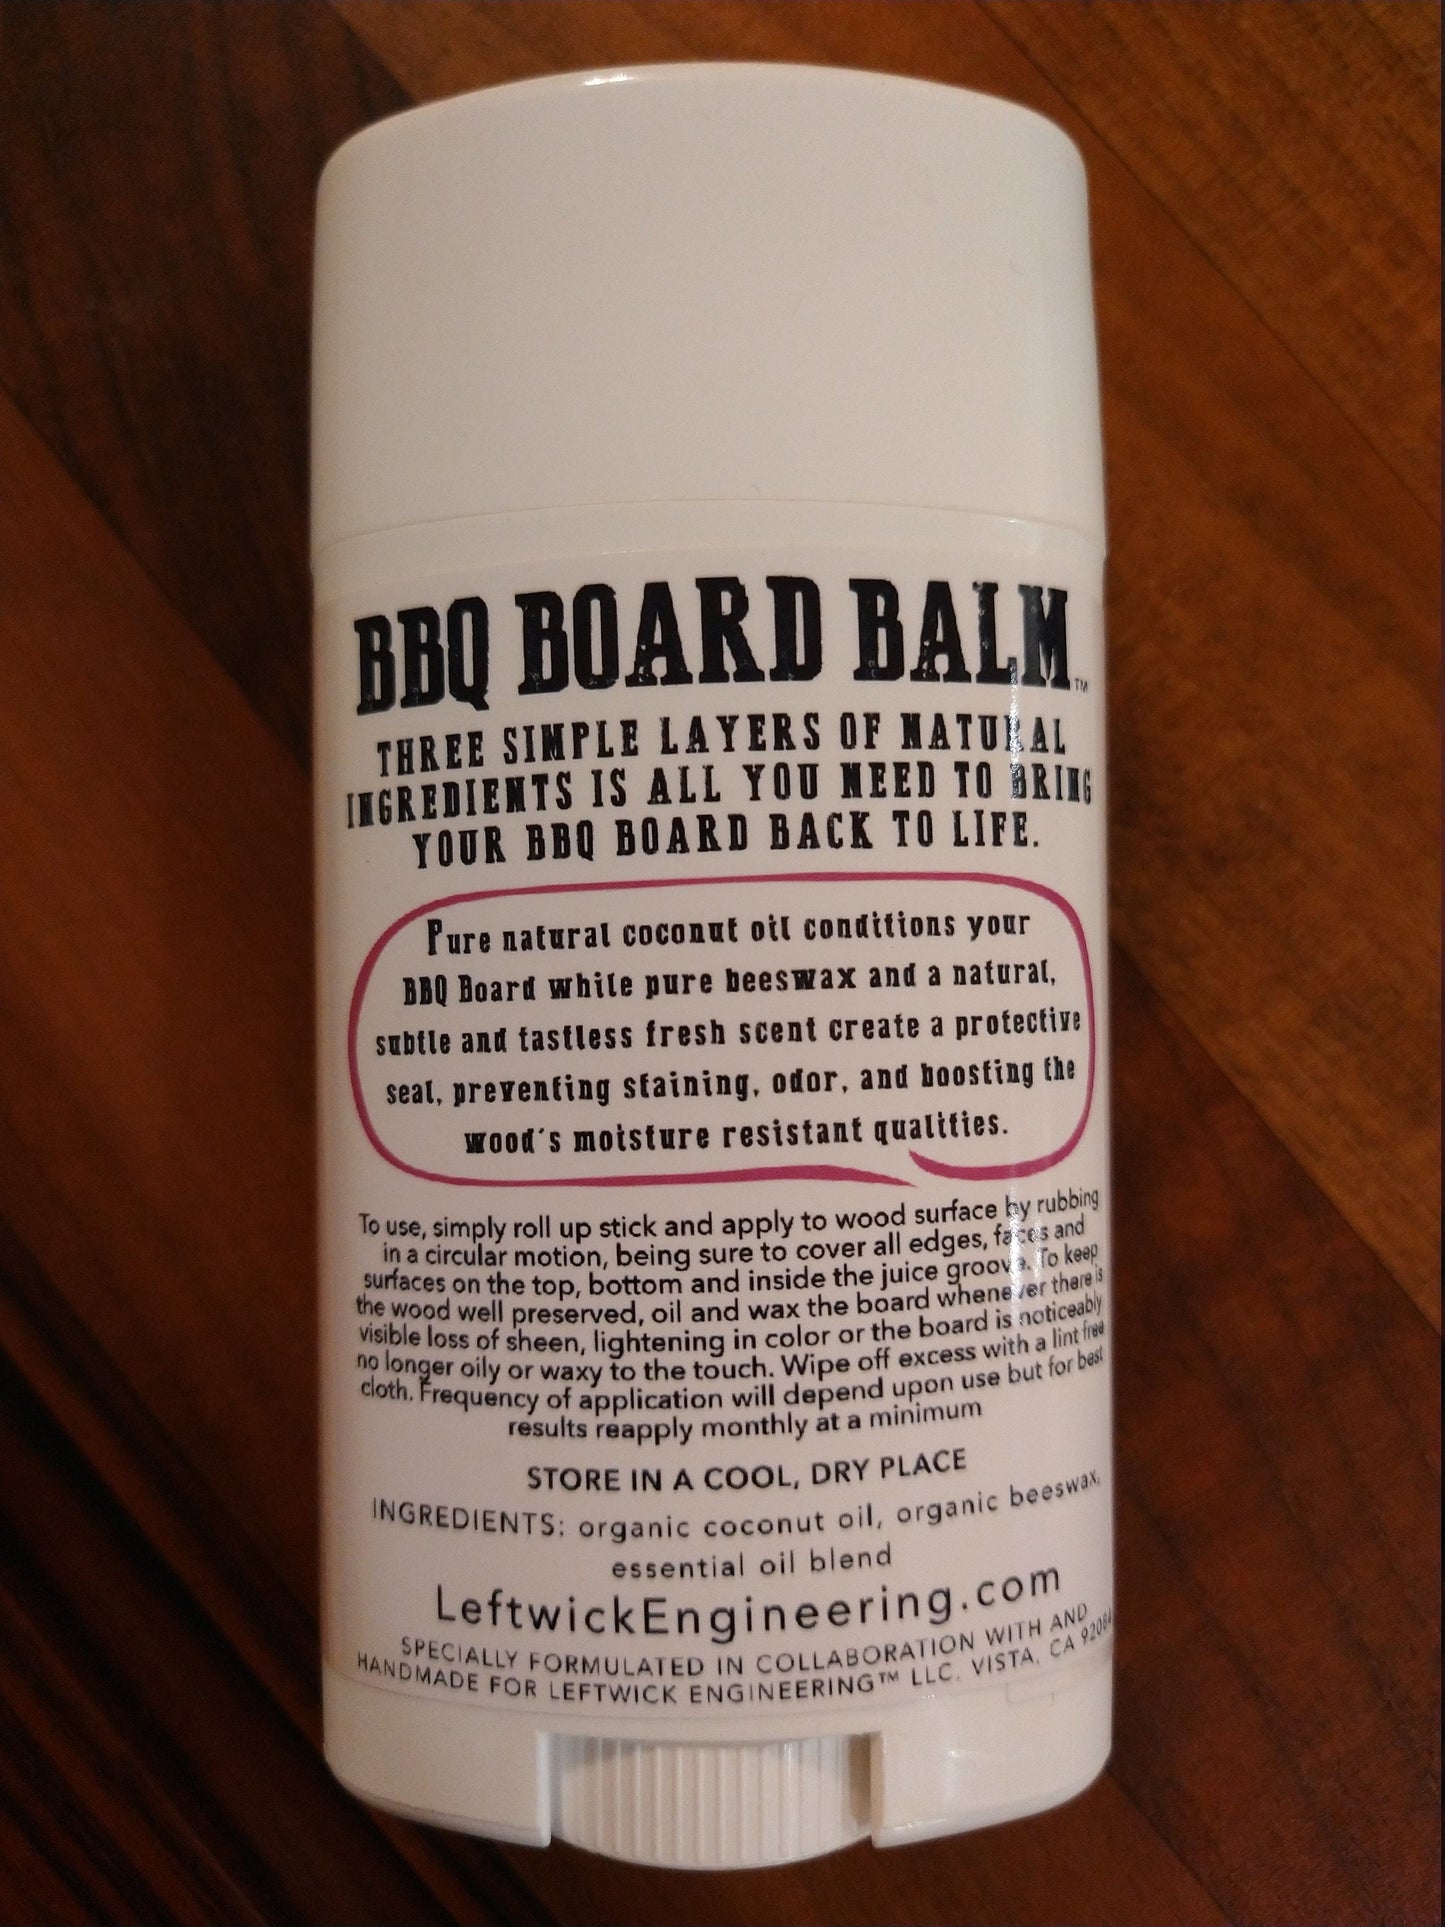 BBQ BOARD BALM™
THREE SIMPLE LAYERS OF NATURAL
INGREDIENTS IS ALL YOU NEED TO BRING
YOUR BBQ BOARD BACK TO LIFE.
Pure natural coconut oil conditions your
BBQ Board while pure beeswax and a natural,
subtle and tastless fresh scent create a protective
seal, preventing staining, odor, and boosting the
wood's moisture resistant qualities.
To use, simply roll up stick and apply to wood surface by rubbing
in a circular motion, being sure to cover all edges, faces and
surfaces on the top, bottom and inside the juice groove. To keep
the wood well preserved, oil and wax the board whenever there is
visible loss of sheen, lightening in color or the board is noticeably
no longer oily or waxy to the touch. Wipe off excess with a lint free
cloth. Frequency of application will depend upon use but for best
results reapply monthly at a minimum
STORE IN A COOL, DRY PLACE
INGREDIENTS: organic coconut oil, organic beeswax,
essential oil blend
LeftwickEngineering.com
SPECIALLY FORMULATED IN COLLABORATION WITH AND
HANDMADE FOR LEFTWICK ENGINEERING™ LLC. VISTA, CA 92084